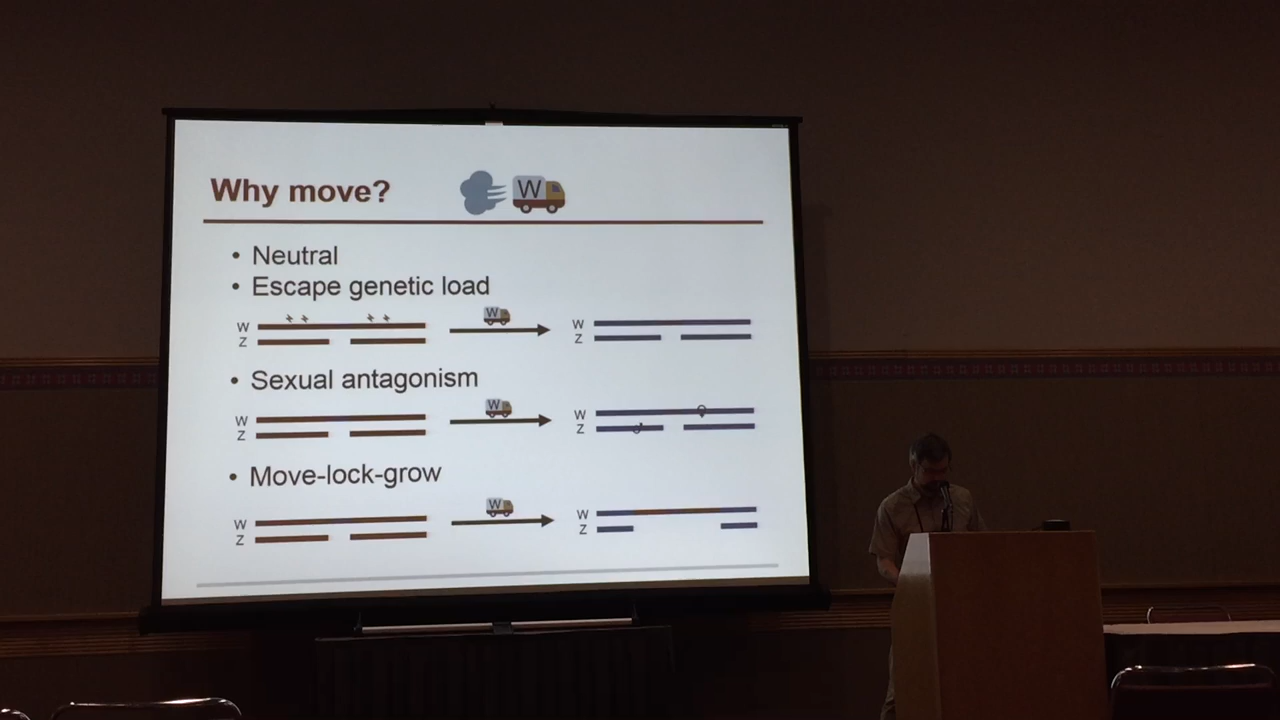 Why move? W
• Neutral
• Escape genetic load
W
W W
Z Z
• Sexual antagonism
W
W W
Z Z
• Move-lock-grow
W
W W
Z Z